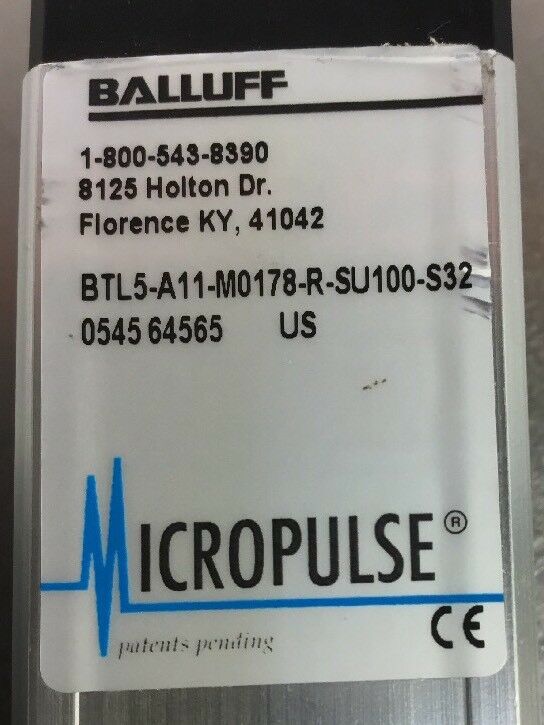 BALLUFF
1-800-543-8390
8125 Holton Dr.
Florence KY, 41042
BTL5-A11-M0178-R-SU100-S32
0545 64565 US
MICROPULSE®
patents pending
CE